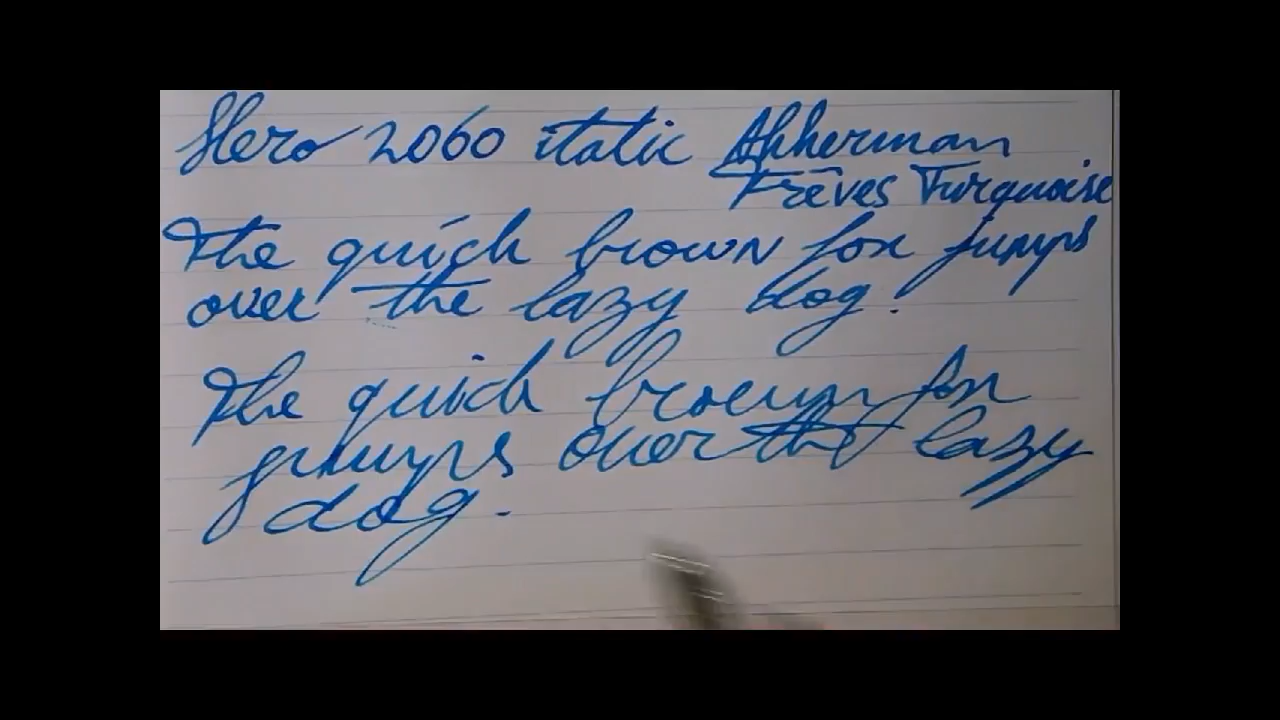 Hero 2060 italic Akkerman
Trêves Turquoise
The quick brown fox jumps
over the lazy dog.
The quick brown fox
jumps over the lazy
dog.